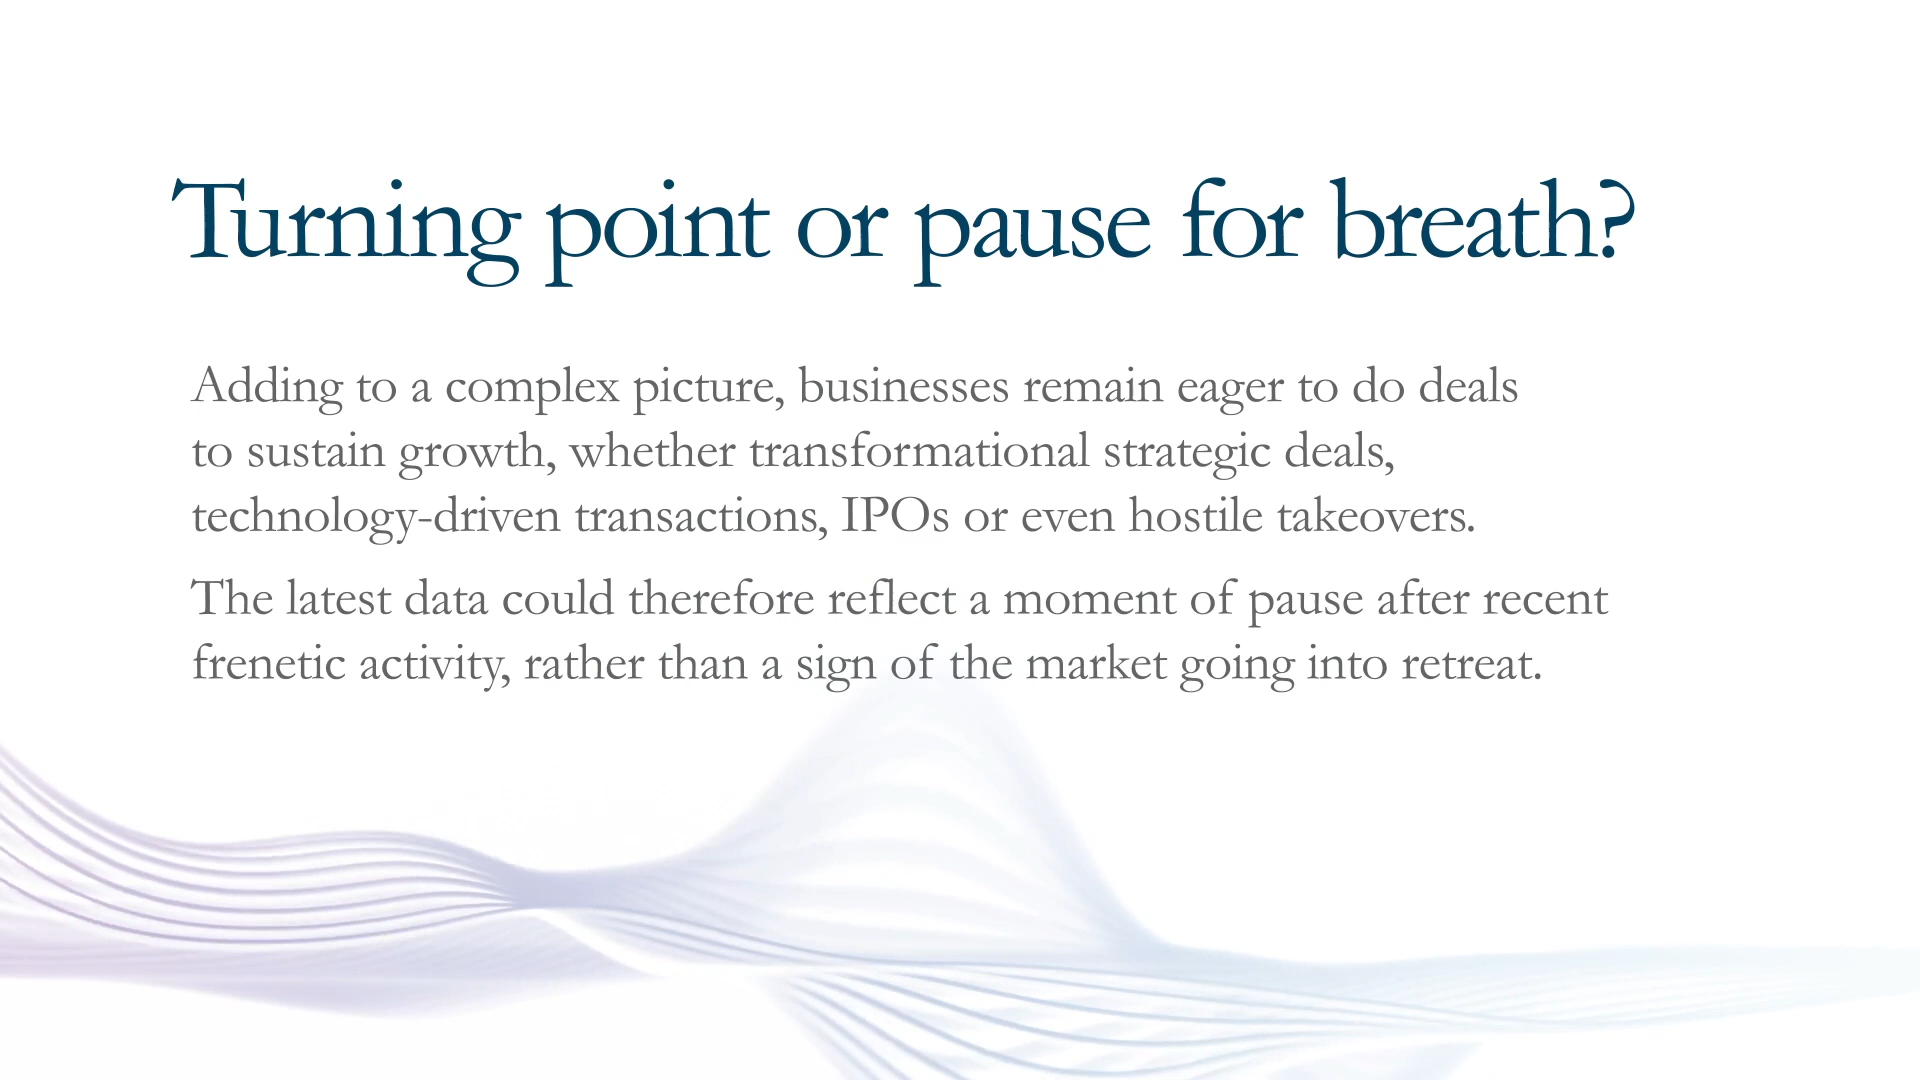 Turning point or pause for breath?
Adding to a complex picture, businesses remain eager to do deals
to sustain growth, whether transformational strategic deals,
technology-driven transactions, IPOs or even hostile takeovers.
The latest data could therefore reflect a moment of pause after recent
frenetic activity, rather than a sign of the market going into retreat.